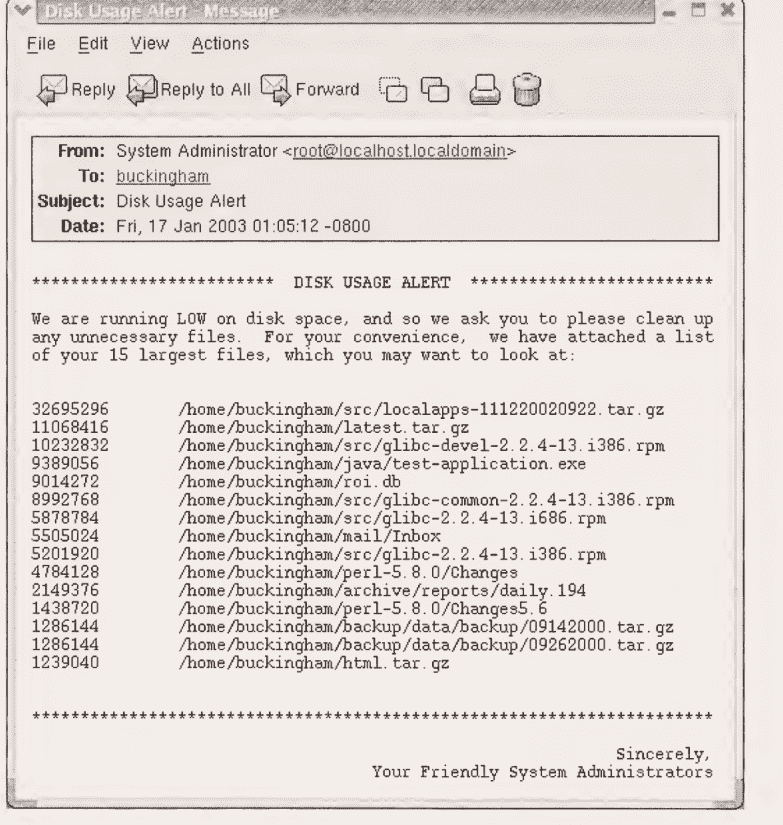 Disk Usage Alert - Message
File Edit View Actions
Reply Reply to All Forward
From: System Administrator <root@localhost.localdomain>
To: buckingham
Subject: Disk Usage Alert
Date: Fri, 17 Jan 2003 01:05:12 -0800
************************* DISK USAGE ALERT *************************
We are running LOW on disk space, and so we ask you to please clean up
any unnecessary files. For your convenience, we have attached a list
of your 15 largest files, which you may want to look at:
32695296 /home/buckingham/src/localapps-111220020922.tar.gz
11068416 /home/buckingham/latest.tar.gz
10232832 /home/buckingham/src/glibc-devel-2.2.4-13.i386.rpm
9389056 /home/buckingham/java/test-application.exe
9014272 /home/buckingham/roi.db
8992768 /home/buckingham/src/glibc-common-2.2.4-13.i386.rpm
5878784 /home/buckingham/src/glibc-2.2.4-13.i686.rpm
5505024 /home/buckingham/mail/Inbox
5201920 /home/buckingham/src/glibc-2.2.4-13.i386.rpm
4784128 /home/buckingham/perl-5.8.0/Changes
2149376 /home/buckingham/archive/reports/daily.194
1438720 /home/buckingham/perl-5.8.0/Changes5.6
1286144 /home/buckingham/backup/data/backup/09142000.tar.gz
1286144 /home/buckingham/backup/data/backup/09262000.tar.gz
1239040 /home/buckingham/html.tar.gz
**********************************************************************
Sincerely,
Your Friendly System Administrators